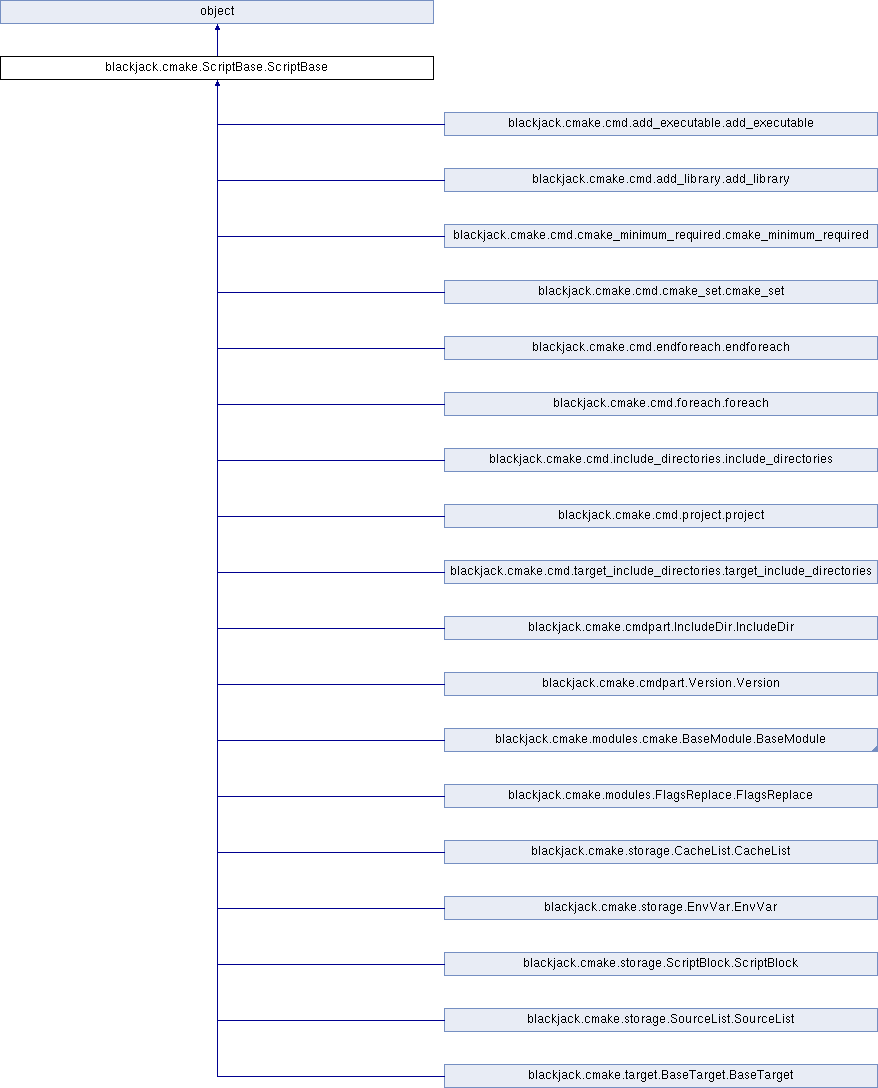 object
blackjack.cmake.ScriptBase.ScriptBase
blackjack.cmake.cmd.add_executable.add_executable
blackjack.cmake.cmd.add_library.add_library
blackjack.cmake.cmd.cmake_minimum_required.cmake_minimum_required
blackjack.cmake.cmd.cmake_set.cmake_set
blackjack.cmake.cmd.endforeach.endforeach
blackjack.cmake.cmd.foreach.foreach
blackjack.cmake.cmd.include_directories.include_directories
blackjack.cmake.cmd.project.project
blackjack.cmake.cmd.target_include_directories.target_include_directories
blackjack.cmake.cmdpart.IncludeDir.IncludeDir
blackjack.cmake.cmdpart.Version.Version
blackjack.cmake.modules.cmake.BaseModule.BaseModule
blackjack.cmake.modules.FlagsReplace.FlagsReplace
blackjack.cmake.storage.CacheList.CacheList
blackjack.cmake.storage.EnvVar.EnvVar
blackjack.cmake.storage.ScriptBlock.ScriptBlock
blackjack.cmake.storage.SourceList.SourceList
blackjack.cmake.target.BaseTarget.BaseTarget